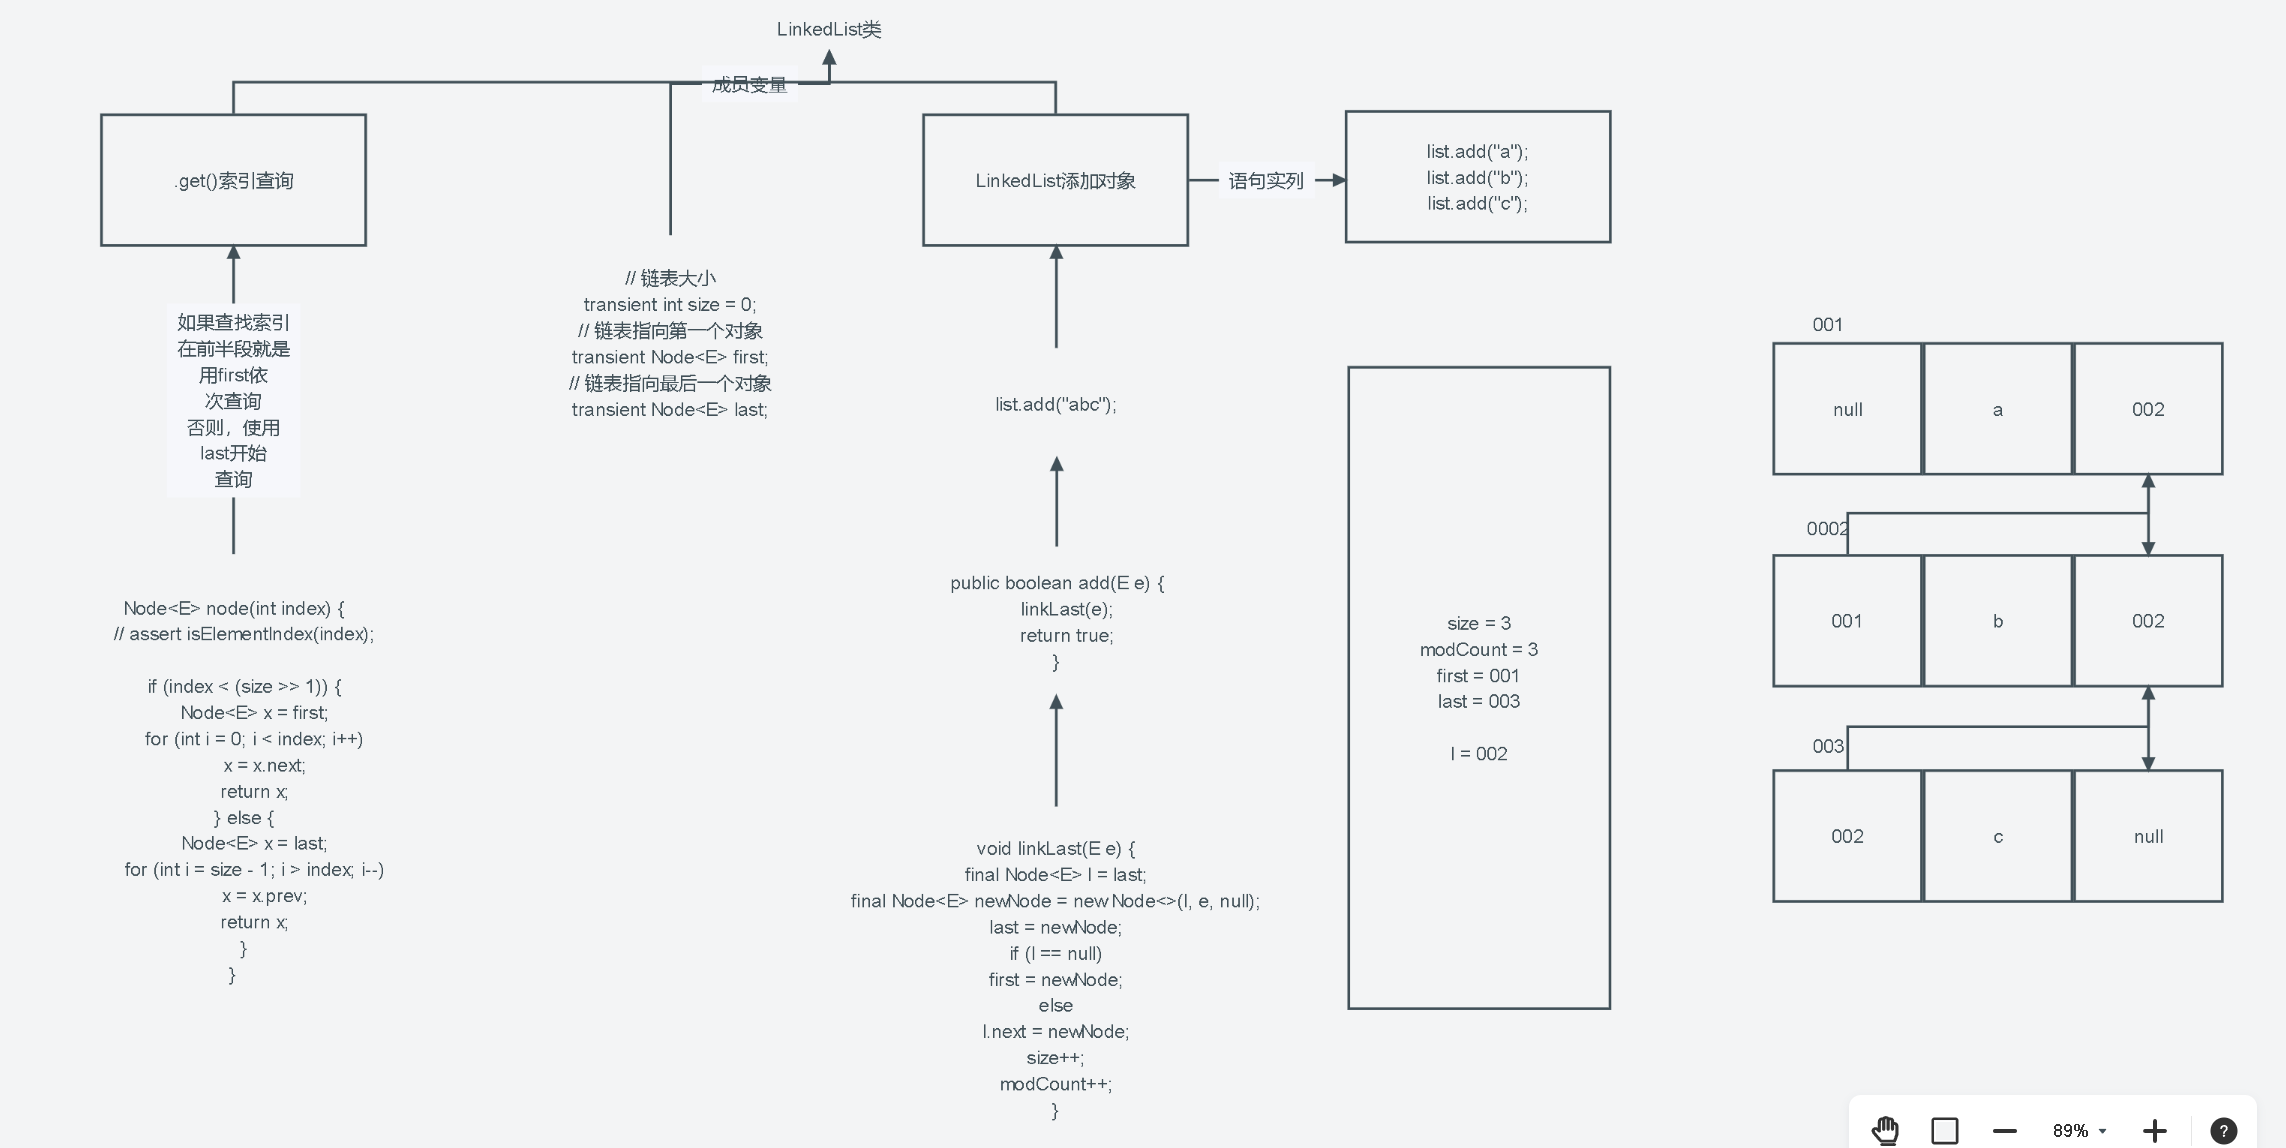 LinkedList类
成员变量
.get()索引查询
如果查找索引
在前半段就是
用first依
次查询
否则，使用
last开始
查询
Node<E> node(int index) {
// assert isElementIndex(index);
if (index < (size >> 1)) {
Node<E> x = first;
for (int i = 0; i < index; i++)
x = x.next;
return x;
} else {
Node<E> x = last;
for (int i = size - 1; i > index; i--)
x = x.prev;
return x;
}
}
// 链表大小
transient int size = 0;
// 链表指向第一个对象
transient Node<E> first;
// 链表指向最后一个对象
transient Node<E> last;
LinkedList添加对象
语句实列
list.add("a");
list.add("b");
list.add("c");
list.add("abc");
public boolean add(E e) {
linkLast(e);
return true;
}
void linkLast(E e) {
final Node<E> l = last;
final Node<E> newNode = new Node<>(l, e, null);
last = newNode;
if (l == null)
first = newNode;
else
l.next = newNode;
size++;
modCount++;
}
size = 3
modCount = 3
first = 001
last = 003
l = 002
001
null a 002
0002
001 b 002
003
002 c null
89%
?